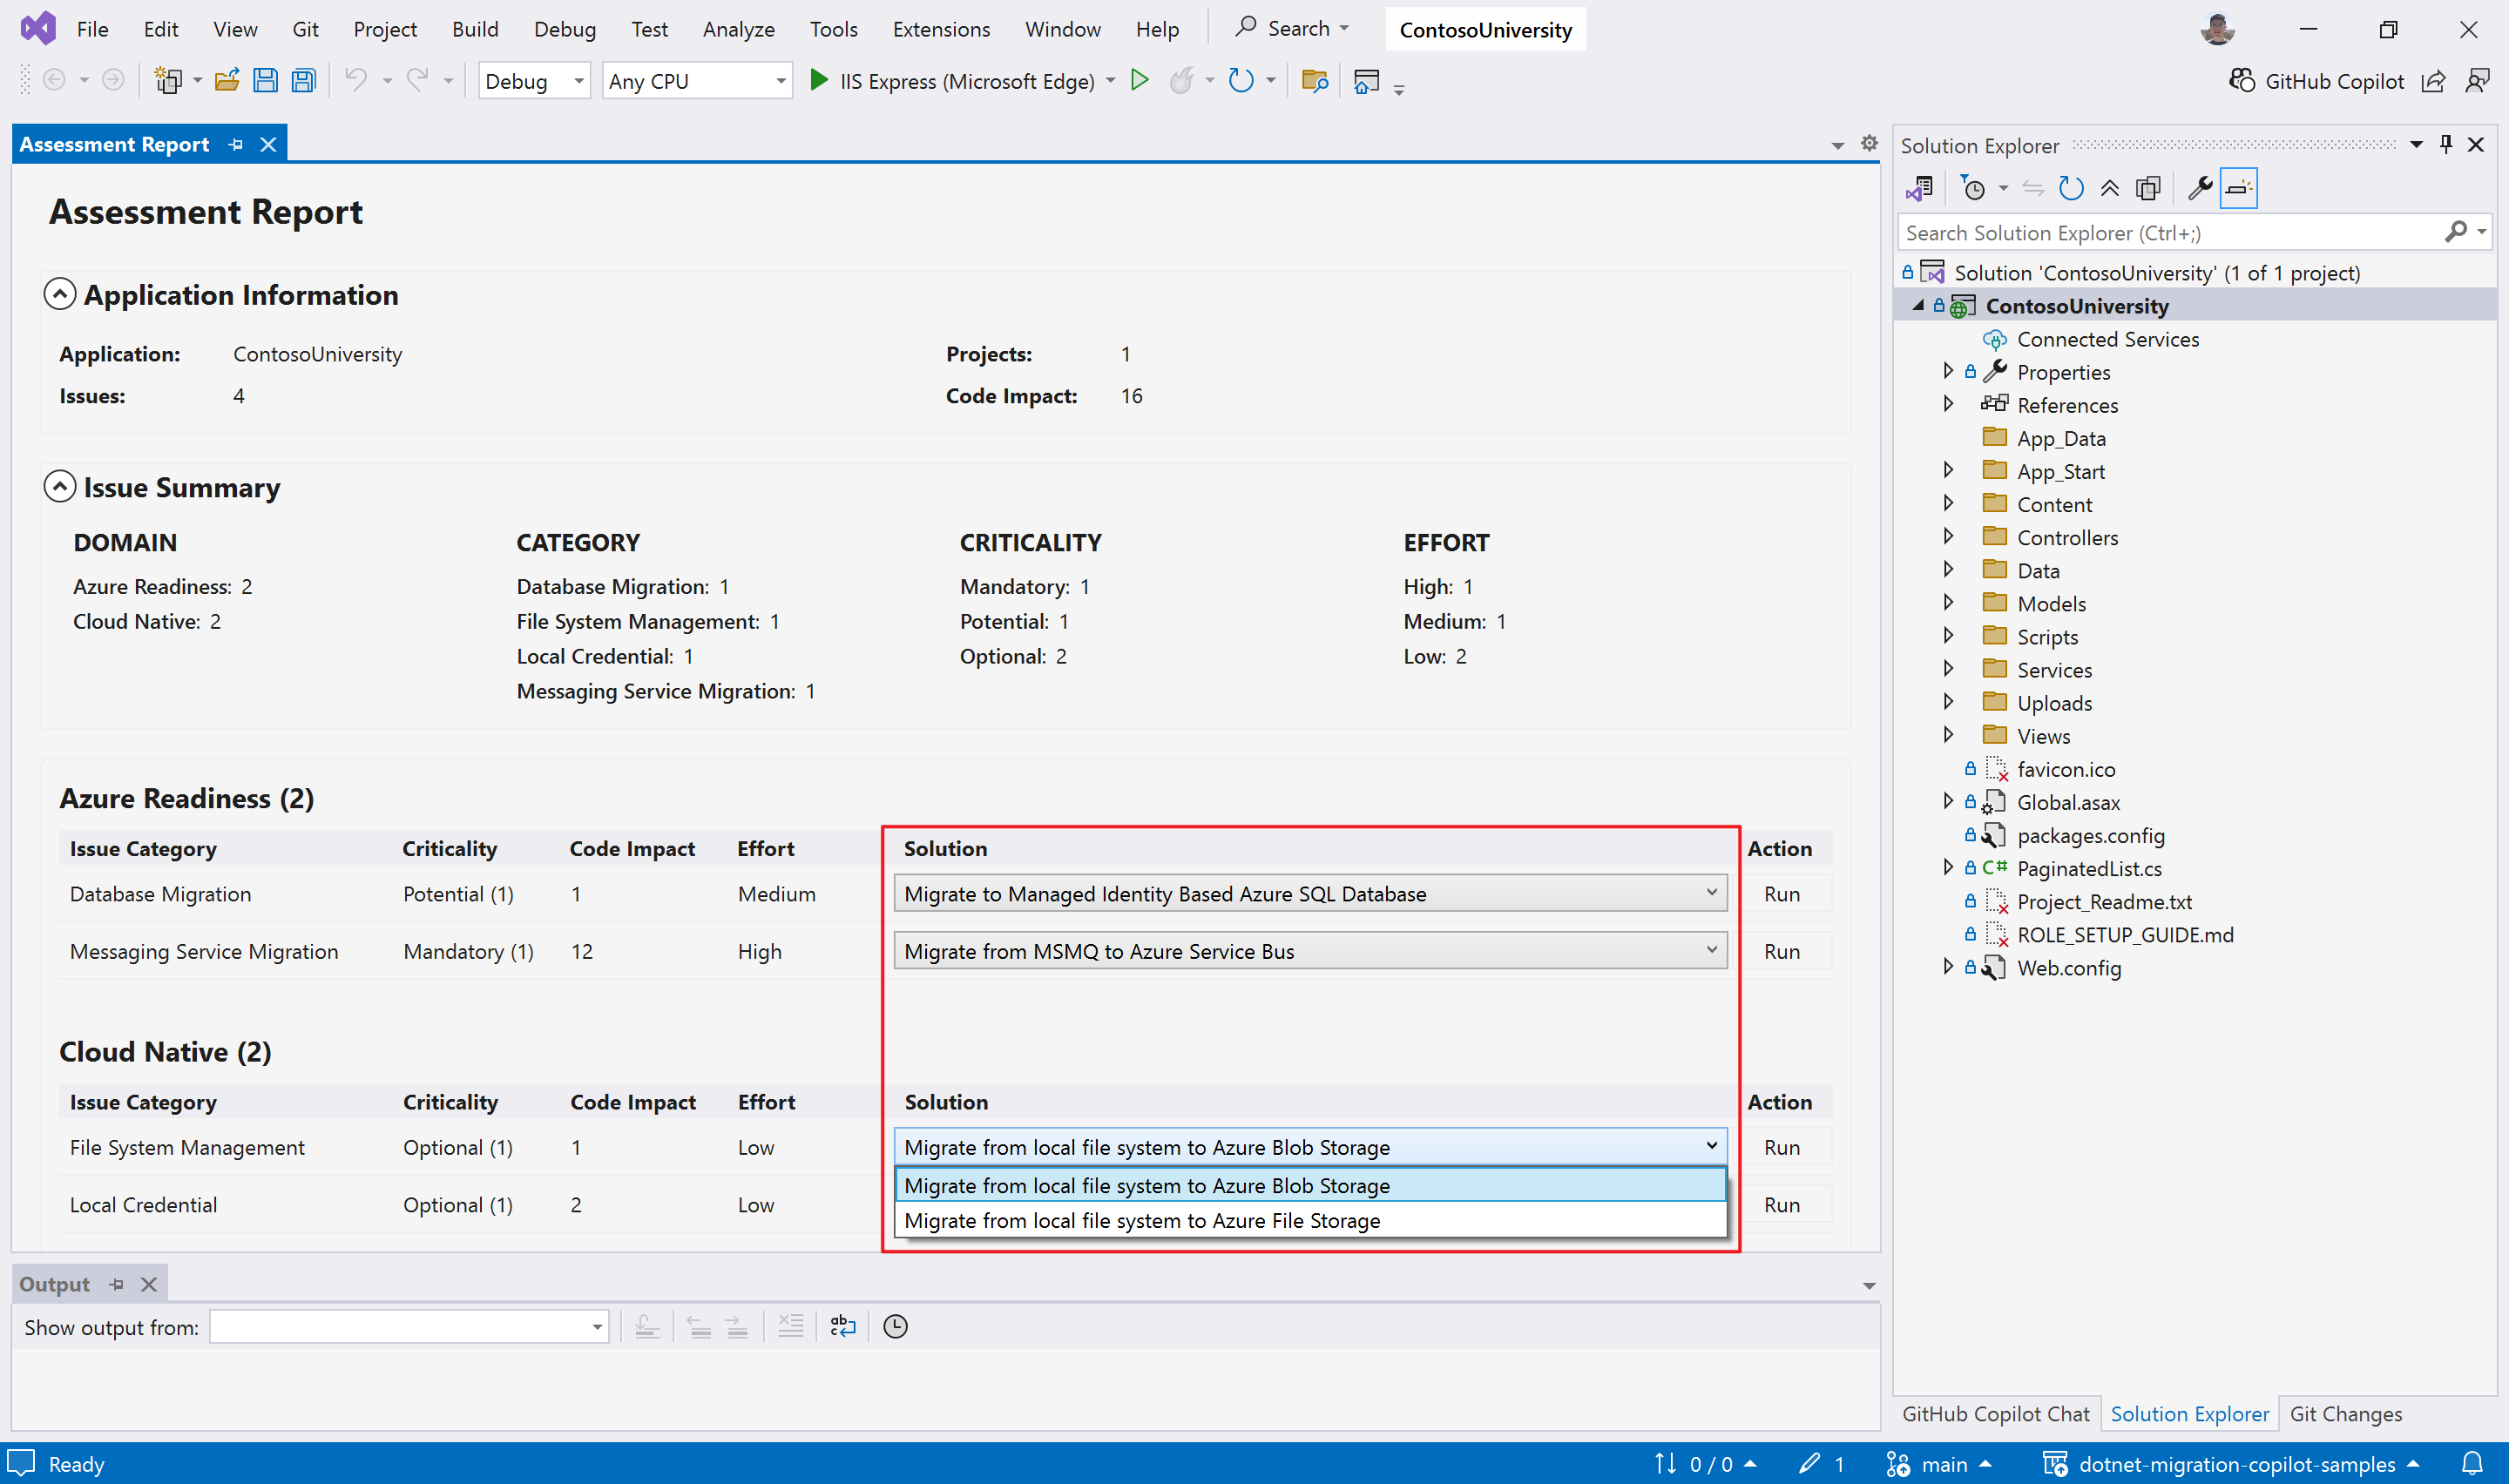 File Edit View Git Project Build Debug Test Analyze Tools Extensions Window Help Search ContosoUniversity
Debug Any CPU IIS Express (Microsoft Edge) GitHub Copilot
Assessment Report
Assessment Report
Application Information
Application: ContosoUniversity Projects: 1
Issues: 4 Code Impact: 16
Issue Summary
DOMAIN CATEGORY CRITICALITY EFFORT
Azure Readiness: 2 Database Migration: 1 Mandatory: 1 High: 1
Cloud Native: 2 File System Management: 1 Potential: 1 Medium: 1
Local Credential: 1 Optional: 2 Low: 2
Messaging Service Migration: 1
Azure Readiness (2)
Issue Category Criticality Code Impact Effort Solution Action
Database Migration Potential (1) 1 Medium Migrate to Managed Identity Based Azure SQL Database Run
Messaging Service Migration Mandatory (1) 12 High Migrate from MSMQ to Azure Service Bus Run
Cloud Native (2)
Issue Category Criticality Code Impact Effort Solution Action
File System Management Optional (1) 1 Low Migrate from local file system to Azure Blob Storage Run
Migrate from local file system to Azure Blob Storage
Local Credential Optional (1) 2 Low Run
Migrate from local file system to Azure File Storage
Output
Show output from:
Solution Explorer
Search Solution Explorer (Ctrl+;)
Solution 'ContosoUniversity' (1 of 1 project)
ContosoUniversity
Connected Services
Properties
References
App_Data
App_Start
Content
Controllers
Data
Models
Scripts
Services
Uploads
Views
favicon.ico
Global.asax
packages.config
C# PaginatedList.cs
Project_Readme.txt
ROLE_SETUP_GUIDE.md
Web.config
GitHub Copilot Chat Solution Explorer Git Changes
Ready 0 / 0 1 main dotnet-migration-copilot-samples